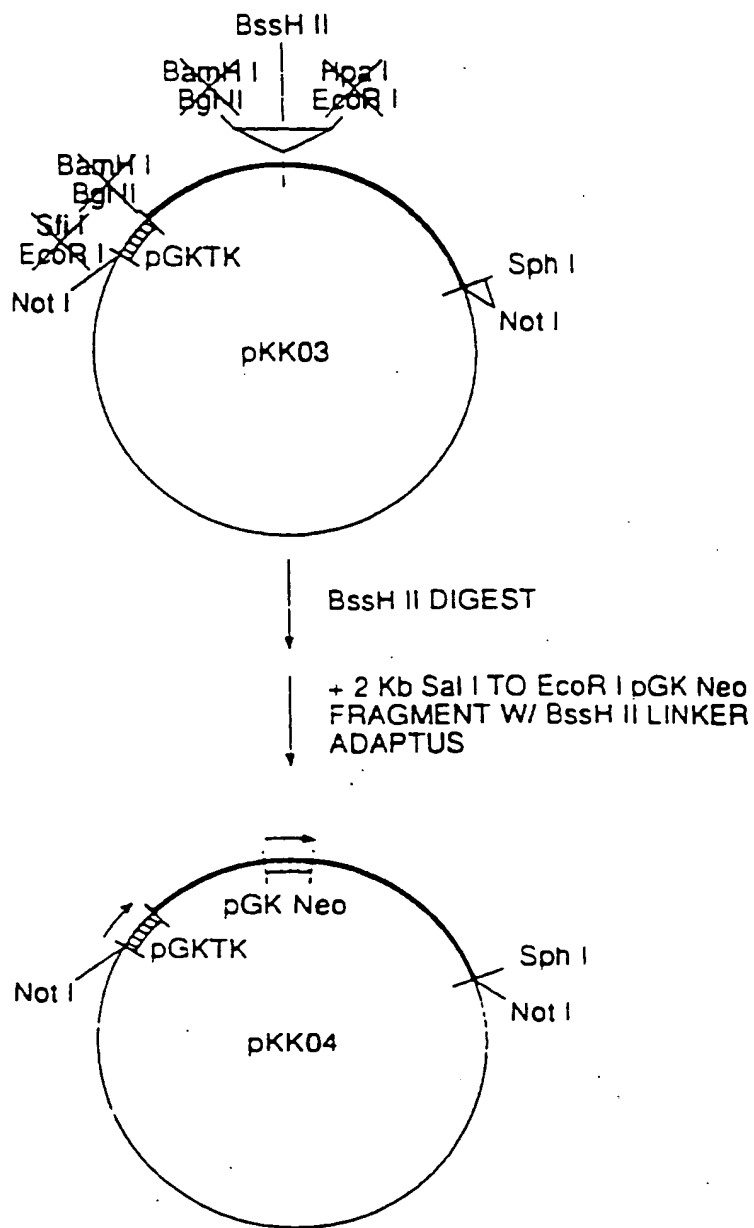 BssH II
BamH I
Bgl II
Hpa I
EcoR I
BamH I
Bgl II
Sfi I
EcoR I
pGKTK
Not I
Sph I
Not I
pKK03
BssH II DIGEST
+ 2 Kb Sal I TO EcoR I pGK Neo
FRAGMENT W/ BssH II LINKER
ADAPTUS
pGK Neo
pGKTK
Not I
Sph I
Not I
pKK04